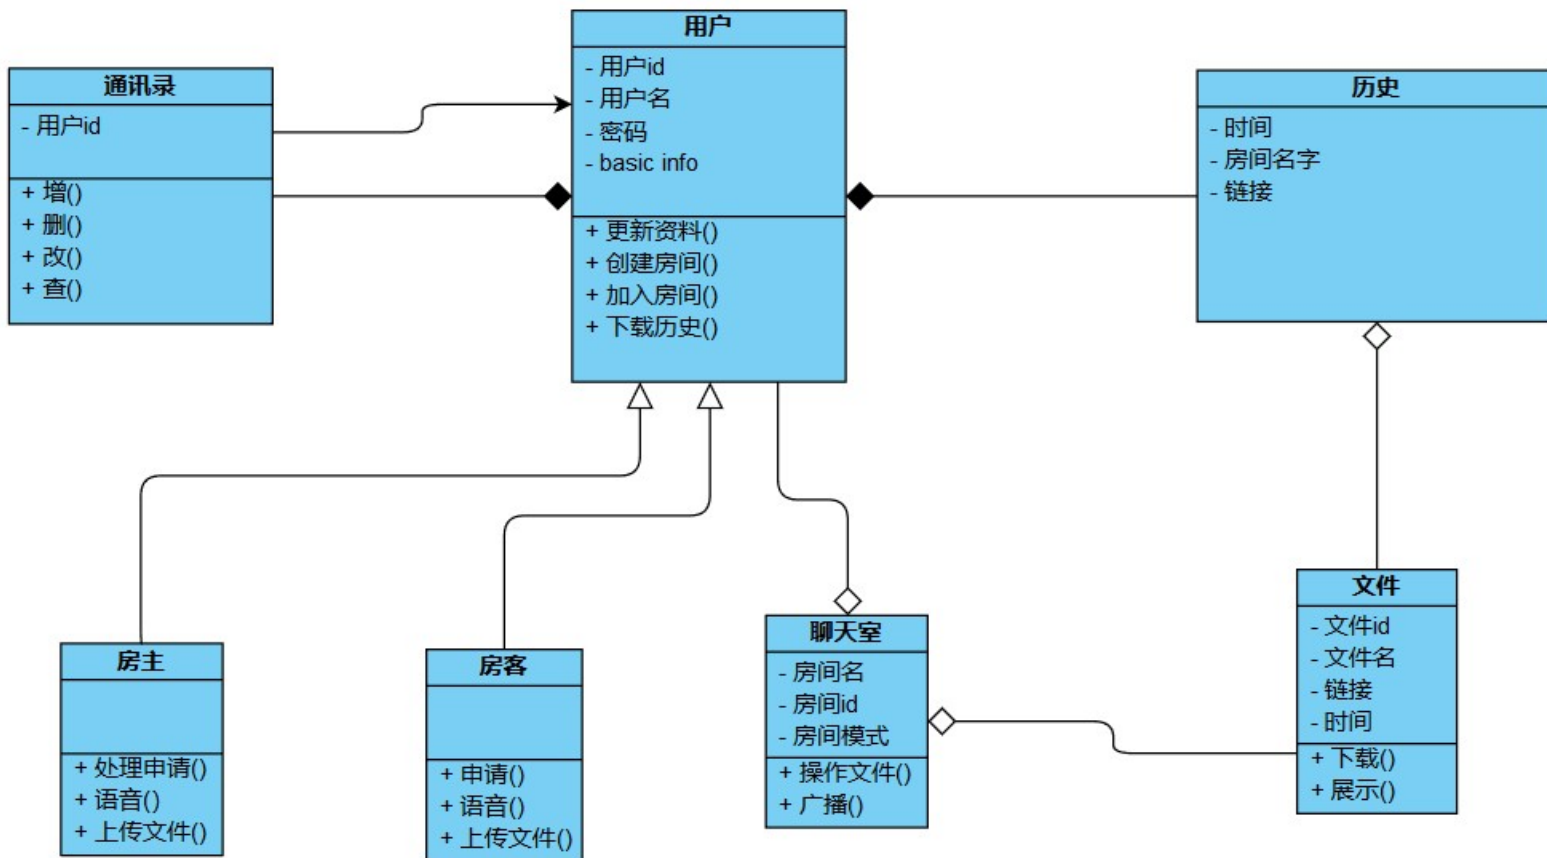 通讯录
- 用户id
+ 增()
+ 删()
+ 改()
+ 查()
用户
- 用户id
- 用户名
- 密码
- basic info
+ 更新资料()
+ 创建房间()
+ 加入房间()
+ 下载历史()
历史
- 时间
- 房间名字
- 链接
房主
+ 处理申请()
+ 语音()
+ 上传文件()
房客
+ 申请()
+ 语音()
+ 上传文件()
聊天室
- 房间名
- 房间id
- 房间模式
+ 操作文件()
+ 广播()
文件
- 文件id
- 文件名
- 链接
- 时间
+ 下载()
+ 展示()